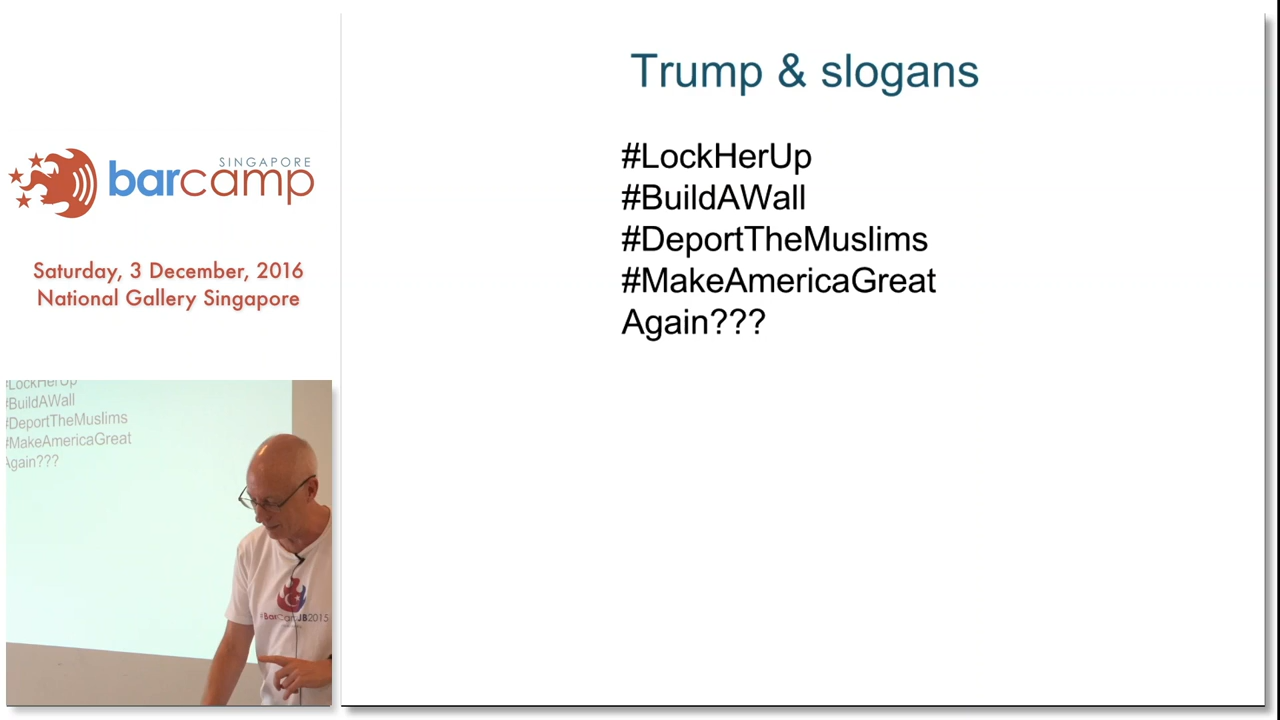 SINGAPORE
barcamp
Saturday, 3 December, 2016
National Gallery Singapore
Trump & slogans
#LockHerUp
#BuildAWall
#DeportTheMuslims
#MakeAmericaGreat
Again???
#LockHerUp
#BuildAWall
#DeportTheMuslims
#MakeAmericaGreat
Again???
#BarCampJB2015